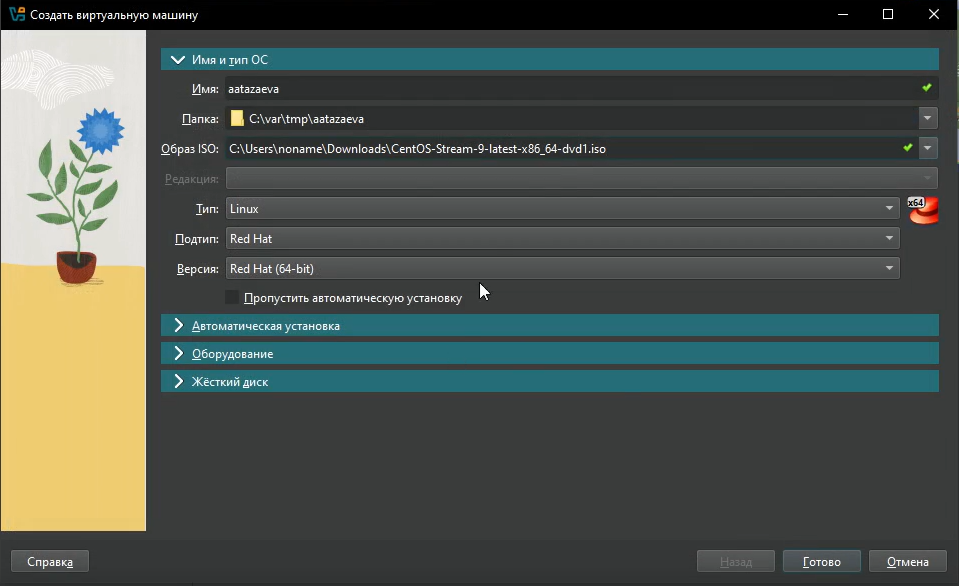 Создать виртуальную машину
Имя и тип ОС
Имя: aatazaeva
Папка: C:\var\tmp\aatazaeva
Образ ISO: C:\Users\noname\Downloads\CentOS-Stream-9-latest-x86_64-dvd1.iso
Редакция:
Тип: Linux x64
Подтип: Red Hat
Версия: Red Hat (64-bit)
Пропустить автоматическую установку
Автоматическая установка
Оборудование
Жёсткий диск
Справка Назад Готово Отмена